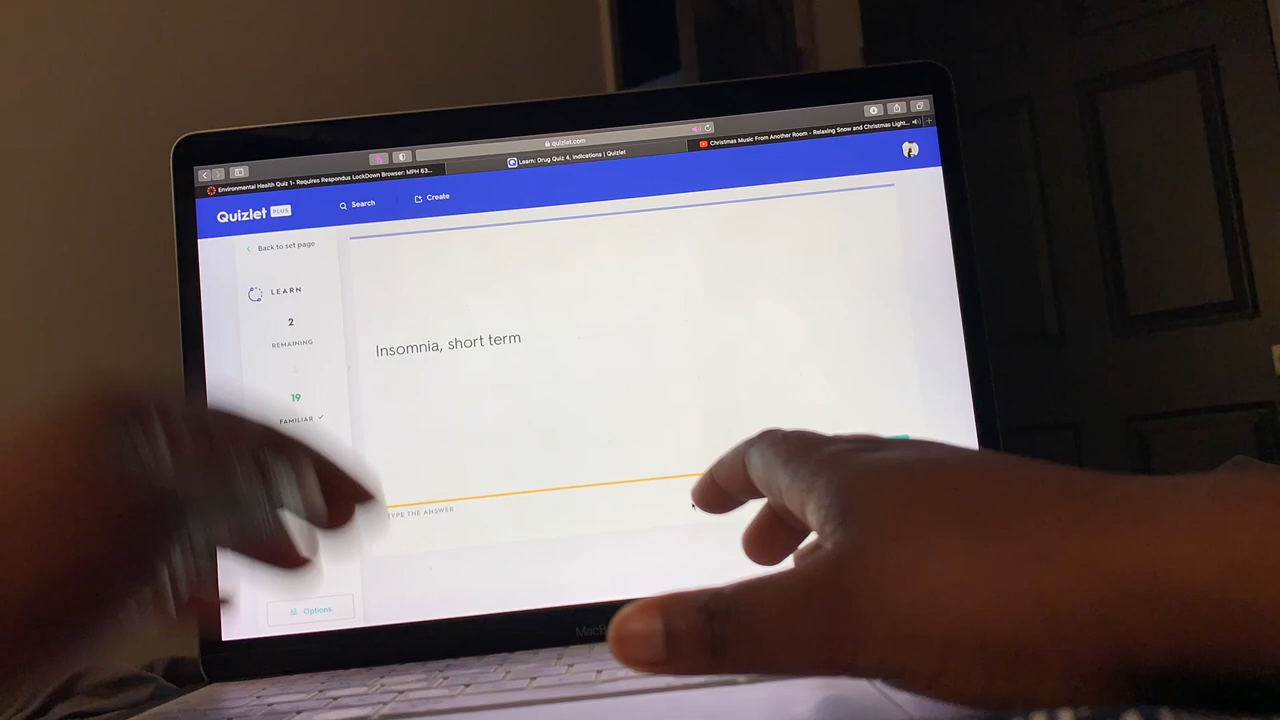 quizlet.com
Environmental Health Quiz 1- Requires Respondus LockDown Browser: MPH 63...
Learn: Drug Quiz 4, Indications | Quizlet
Christmas Music From Another Room - Relaxing Snow and Christmas Light...
Quizlet PLUS
Search
Create
Back to set page
LEARN
2
REMAINING
19
FAMILIAR
Insomnia, short term
TYPE THE ANSWER
Options
MacB